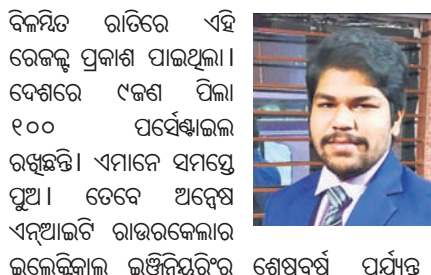 ବିଳମ୍ବିତ ରାତିରେ ଏହି
ରେଜଲ୍ଟ ପ୍ରକାଶ ପାଇଥିଲା।
ଦେଶରେ ୯ଜଣ ପିଲା
୧୦୦ ପର୍ସେଣ୍ଟାଇଲ
ରଖିଛନ୍ତି। ଏମାନେ ସମସ୍ତେ
ପୁଅ। ତେବେ ଅନ୍ୱେଷ
ଏନ୍ଆଇଟି ରାଉରକେଲାର
ଇଲେକ୍ଟ୍ରିକାଲ ଇଞ୍ଜିନିୟରିଂର ଶେଷବର୍ଷ ପର୍ଯ୍ୟନ୍ତ